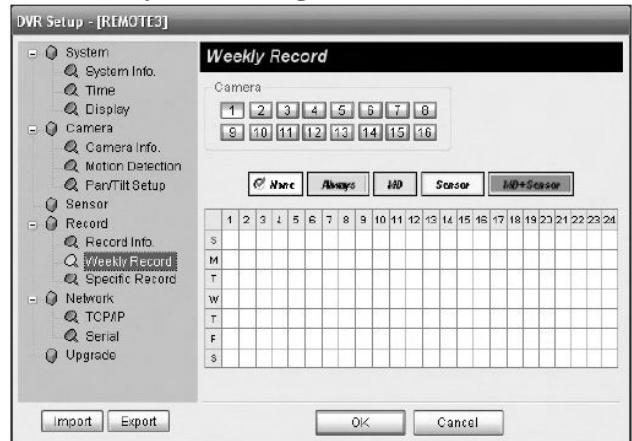 DVR Setup - [REMOTE3]
System
System Info.
Time
Display
Camera
Camera Info.
Motion Detection
Pan/Tilt Setup
Sensor
Record
Record Info.
Weekly Record
Specific Record
Network
TCP/IP
Serial
Upgrade
Import Export
Weekly Record
Camera
1 2 3 4 5 6 7 8
9 10 11 12 13 14 15 16
None Always MD Sensor MD+Sensor
1 2 3 4 5 6 7 8 9 10 11 12 13 14 15 16 17 18 19 20 21 22 23 24
S
M
T
W
T
F
S
OK Cancel